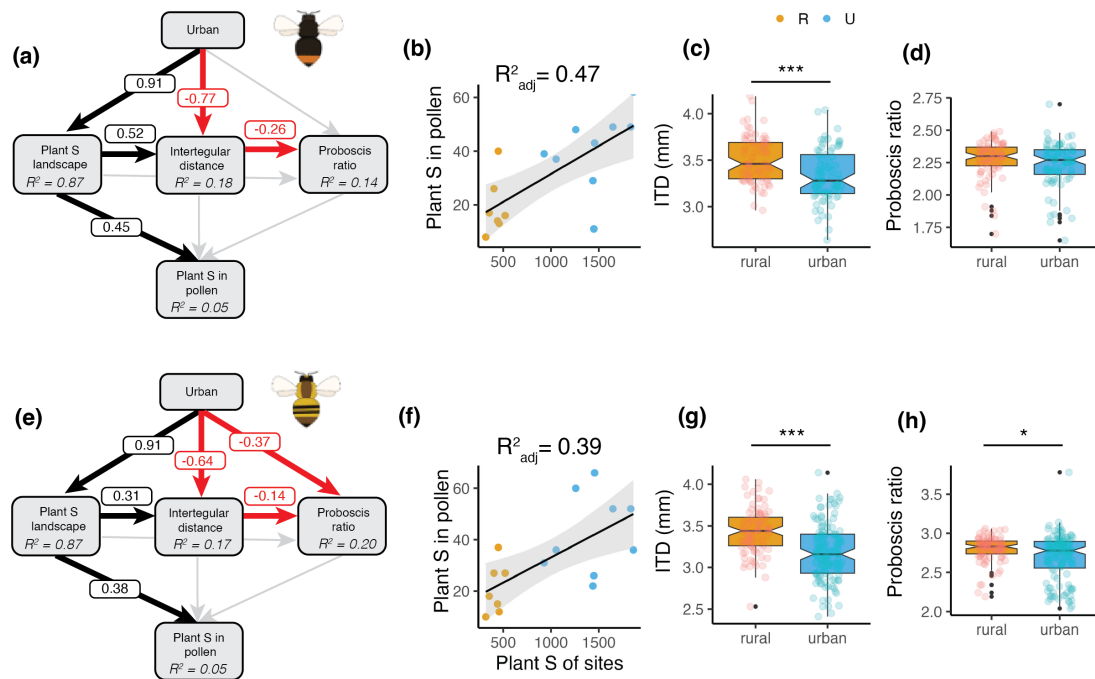 R U
(a)
Urban
0.91
-0.77
0.52
-0.26
Plant S
landscape
R² = 0.87
Intertegular
distance
R² = 0.18
Proboscis
ratio
R² = 0.14
0.45
Plant S in
pollen
R² = 0.05
(b)
R²adj= 0.47
Plant S in pollen
60
40
20
500 1000 1500
(c)
***
ITD (mm)
4.0
3.5
3.0
rural urban
(d)
Proboscis ratio
2.75
2.50
2.25
2.00
1.75
rural urban
(e)
Urban
0.91
-0.64
-0.37
0.31
-0.14
Plant S
landscape
R² = 0.87
Intertegular
distance
R² = 0.17
Proboscis
ratio
R² = 0.20
0.38
Plant S in
pollen
R² = 0.05
(f)
R²adj= 0.39
Plant S in pollen
60
40
20
500 1000 1500
Plant S of sites
(g)
***
ITD (mm)
4.0
3.5
3.0
2.5
rural urban
(h)
*
Proboscis ratio
3.5
3.0
2.5
2.0
rural urban